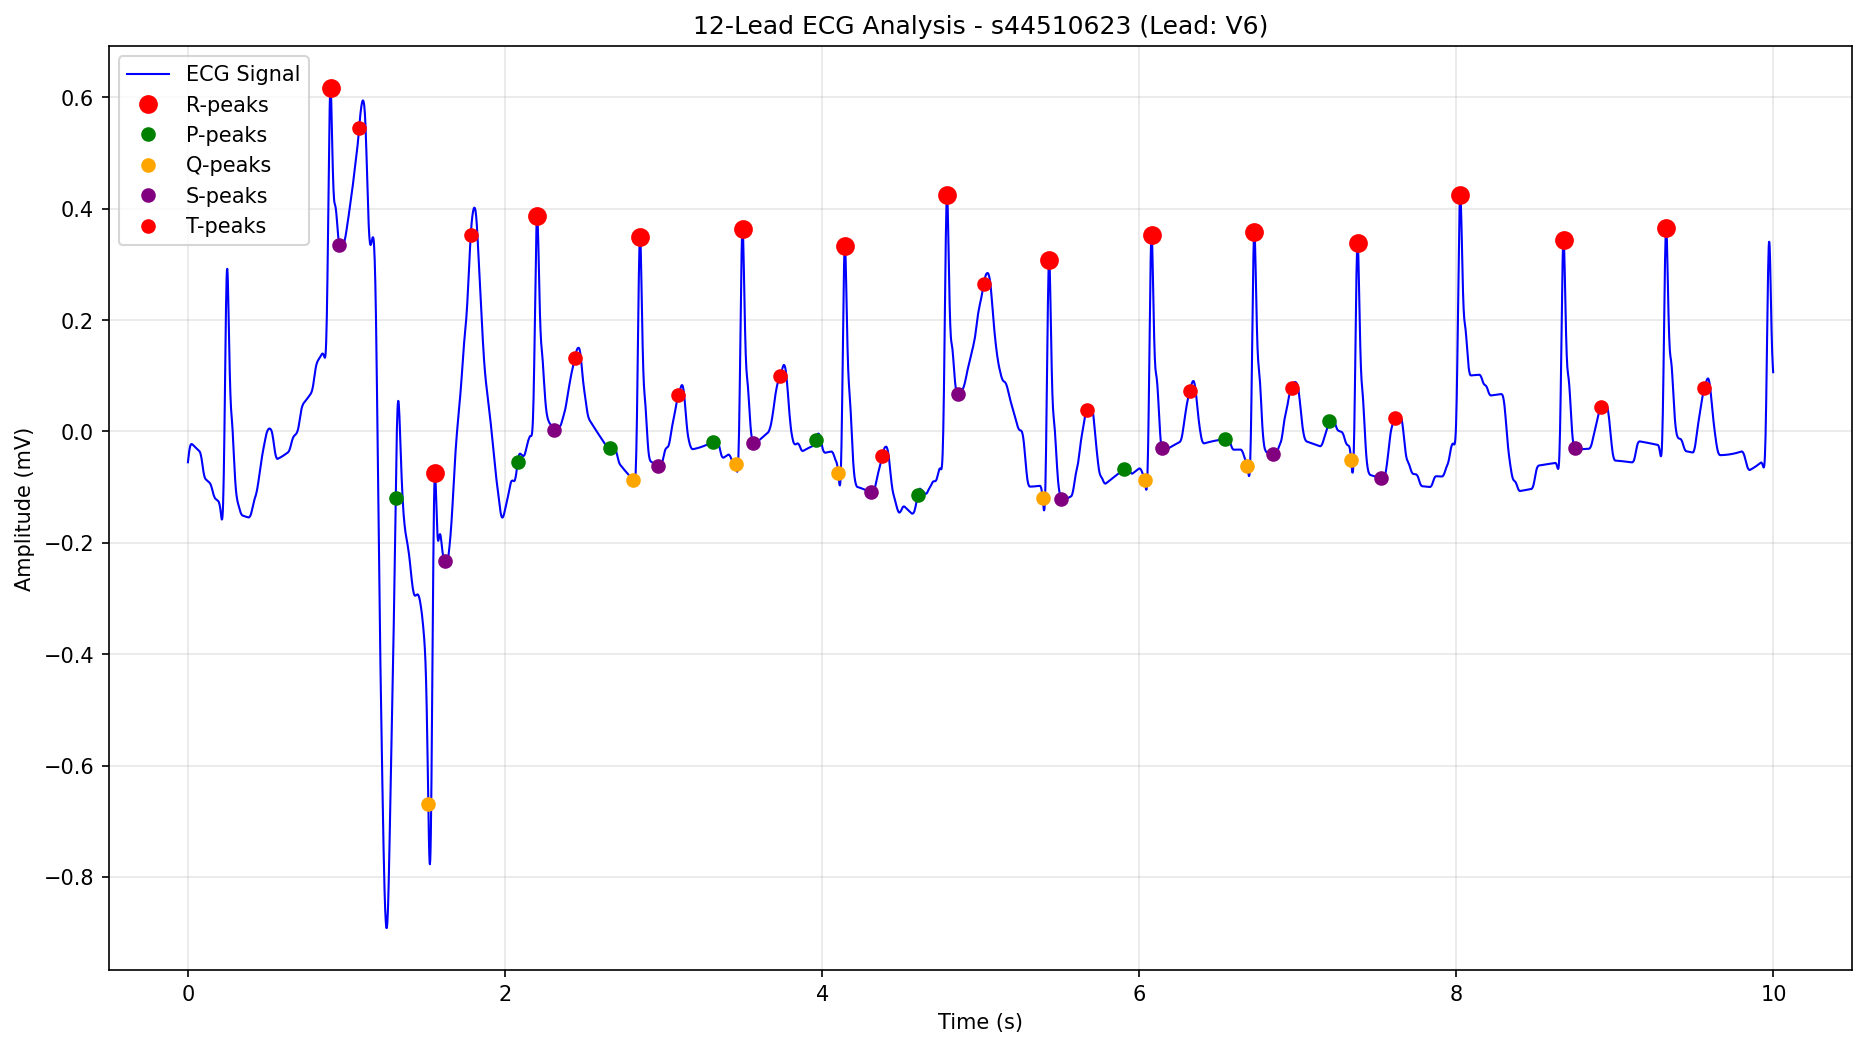 12-Lead ECG Analysis - s44510623 (Lead: V6)
ECG Signal
R-peaks
P-peaks
Q-peaks
S-peaks
T-peaks
Amplitude (mV)
0.6
0.4
0.2
0.0
−0.2
−0.4
−0.6
−0.8
0 2 4 6 8 10
Time (s)